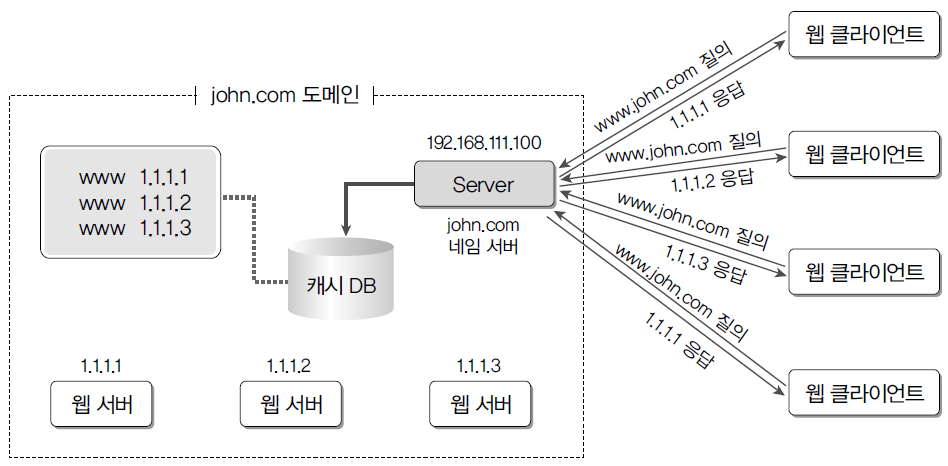 john.com 도메인
www 1.1.1.1
www 1.1.1.2
www 1.1.1.3
캐시 DB
192.168.111.100
Server
john.com
네임 서버
1.1.1.1
웹 서버
1.1.1.2
웹 서버
1.1.1.3
웹 서버
www.john.com 질의
1.1.1.1 응답
웹 클라이언트
www.john.com 질의
1.1.1.2 응답
웹 클라이언트
www.john.com 질의
1.1.1.3 응답
웹 클라이언트
www.john.com 질의
1.1.1.1 응답
웹 클라이언트